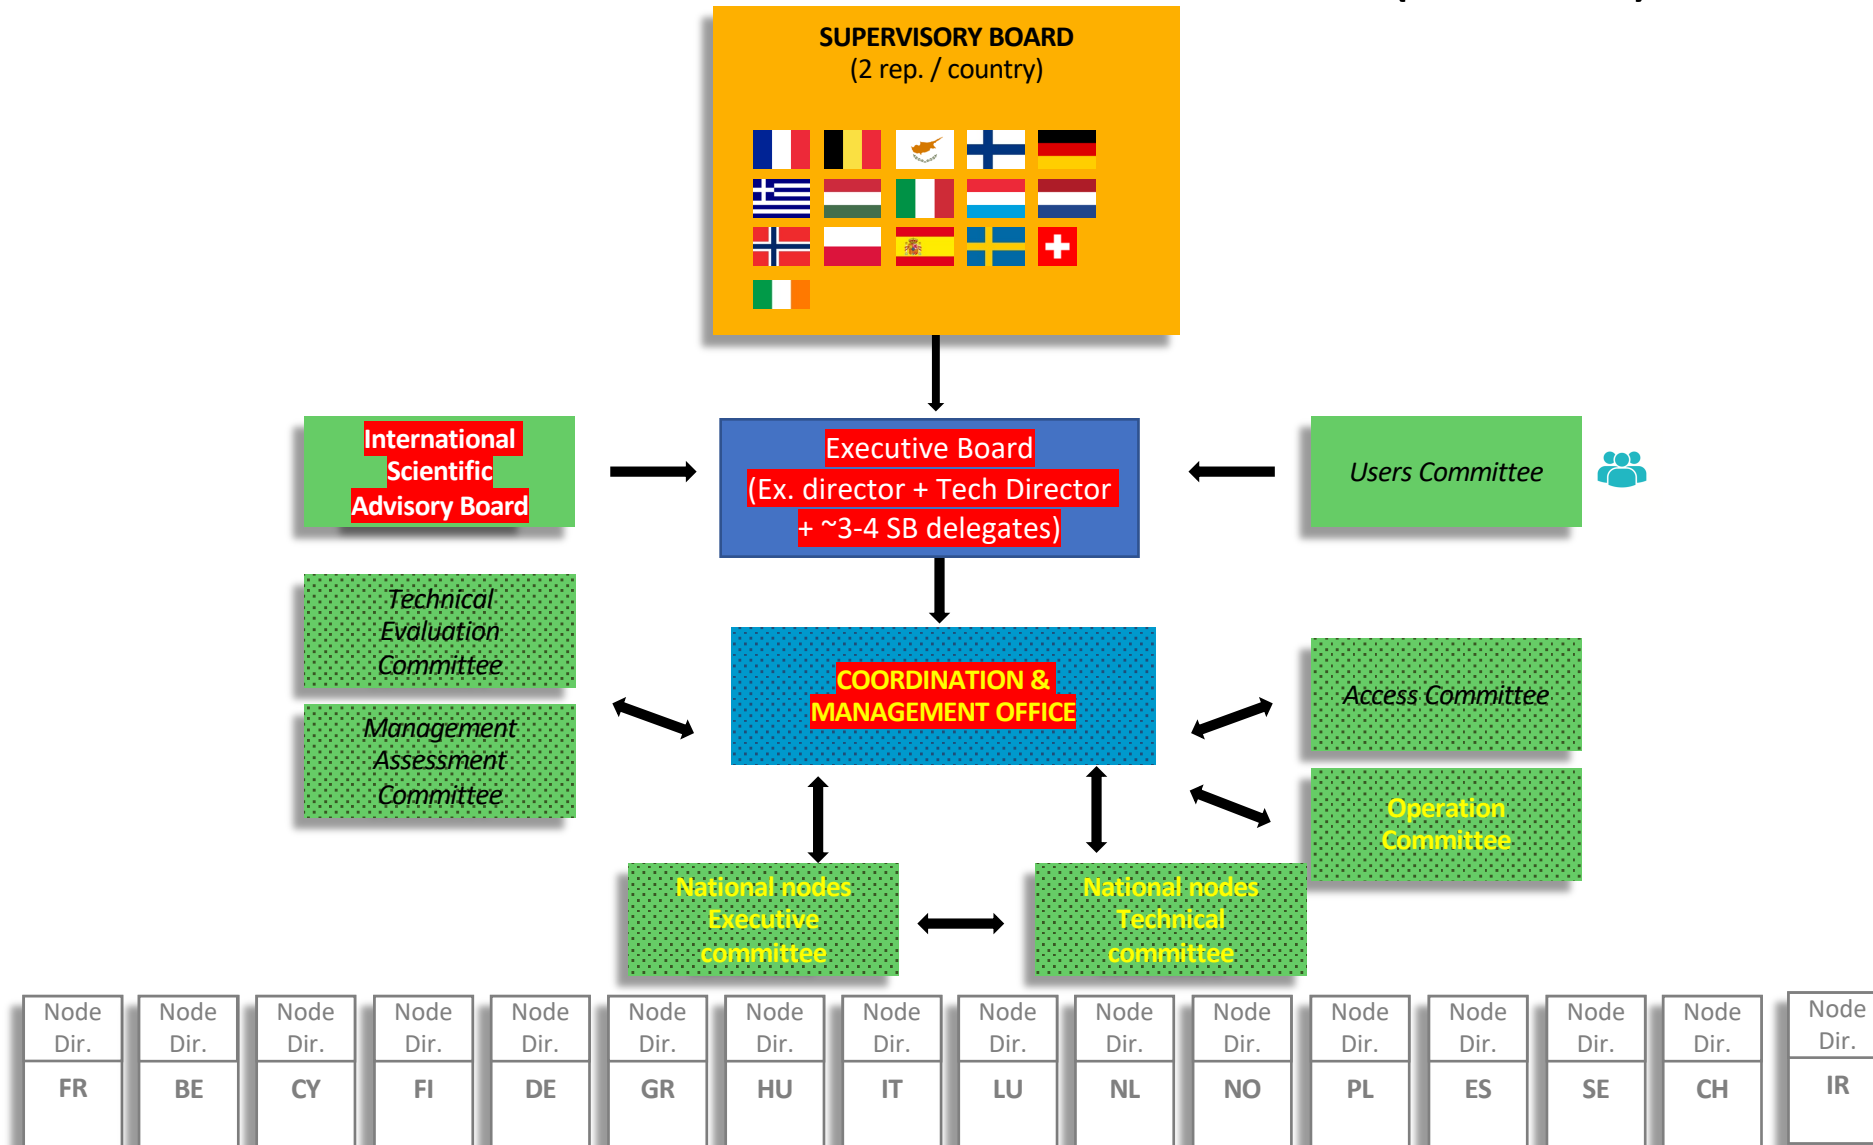 SUPERVISORY BOARD
(2 rep. / country)
International
Scientific
Advisory Board
Executive Board
(Ex. director + Tech Director
+ ~3-4 SB delegates)
Users Committee
Technical
Evaluation
Committee
Management
Assessment
Committee
COORDINATION &
MANAGEMENT OFFICE
Access Committee
Operation
Committee
National nodes
Executive
committee
National nodes
Technical
committee
Node
Dir.
FR
Node
Dir.
BE
Node
Dir.
CY
Node
Dir.
FI
Node
Dir.
DE
Node
Dir.
GR
Node
Dir.
HU
Node
Dir.
IT
Node
Dir.
LU
Node
Dir.
NL
Node
Dir.
NO
Node
Dir.
PL
Node
Dir.
ES
Node
Dir.
SE
Node
Dir.
CH
Node
Dir.
IR